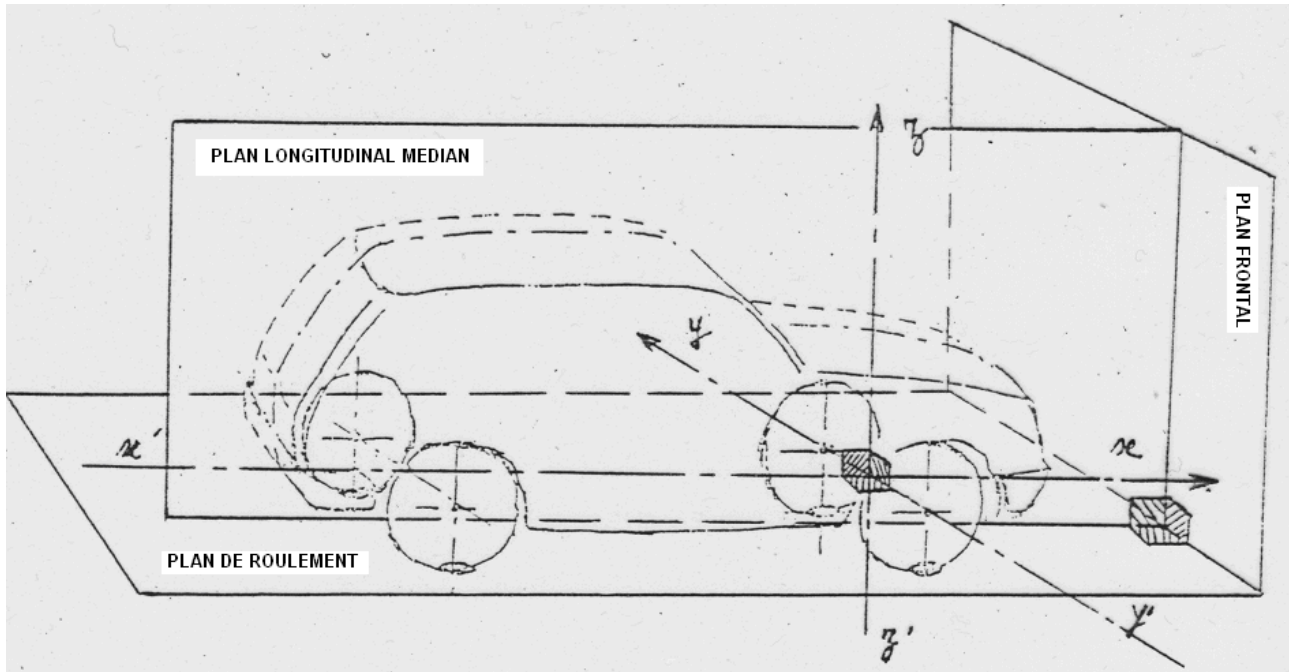 PLAN LONGITUDINAL MEDIAN
z
PLAN FRONTAL
y
x'
x
PLAN DE ROULEMENT
y'
z'